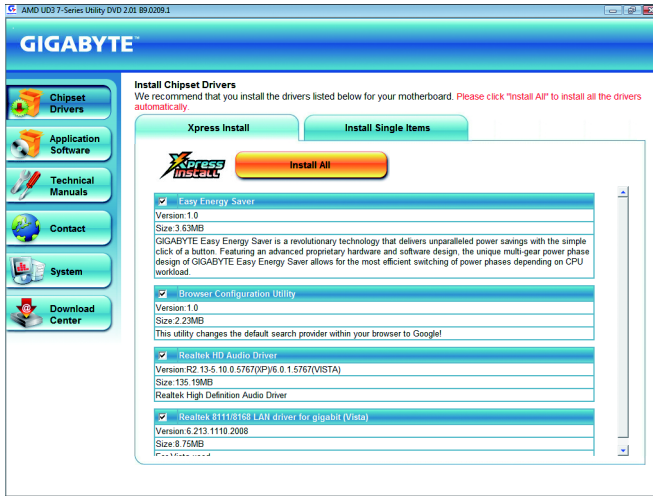 AMD UD3 7-Series Utility DVD 2.01 B9.0209.1
GIGABYTE™
Chipset
Drivers
Application
Software
Technical
Manuals
Contact
System
Download
Center
Install Chipset Drivers
We recommend that you install the drivers listed below for your motherboard. Please click "Install All" to install all the drivers
automatically.
Xpress Install
Install Single Items
Xpress
Install
Install All
Easy Energy Saver
Version:1.0
Size:3.63MB
GIGABYTE Easy Energy Saver is a revolutionary technology that delivers unparalleled power savings with the simple
click of a button. Featuring an advanced proprietary hardware and software design, the unique multi-gear power phase
design of GIGABYTE Easy Energy Saver allows for the most efficient switching of power phases depending on CPU
workload.
Browser Configuration Utility
Version:1.0
Size:2.23MB
This utility changes the default search provider within your browser to Google!
Realtek HD Audio Driver
Version:R2.13-5.10.0.5767(XP)/6.0.1.5767(VISTA)
Size:135.19MB
Realtek High Definition Audio Driver
Realtek 8111/8168 LAN driver for gigabit (Vista)
Version:6.213.1110.2008
Size:8.75MB
For Vista used